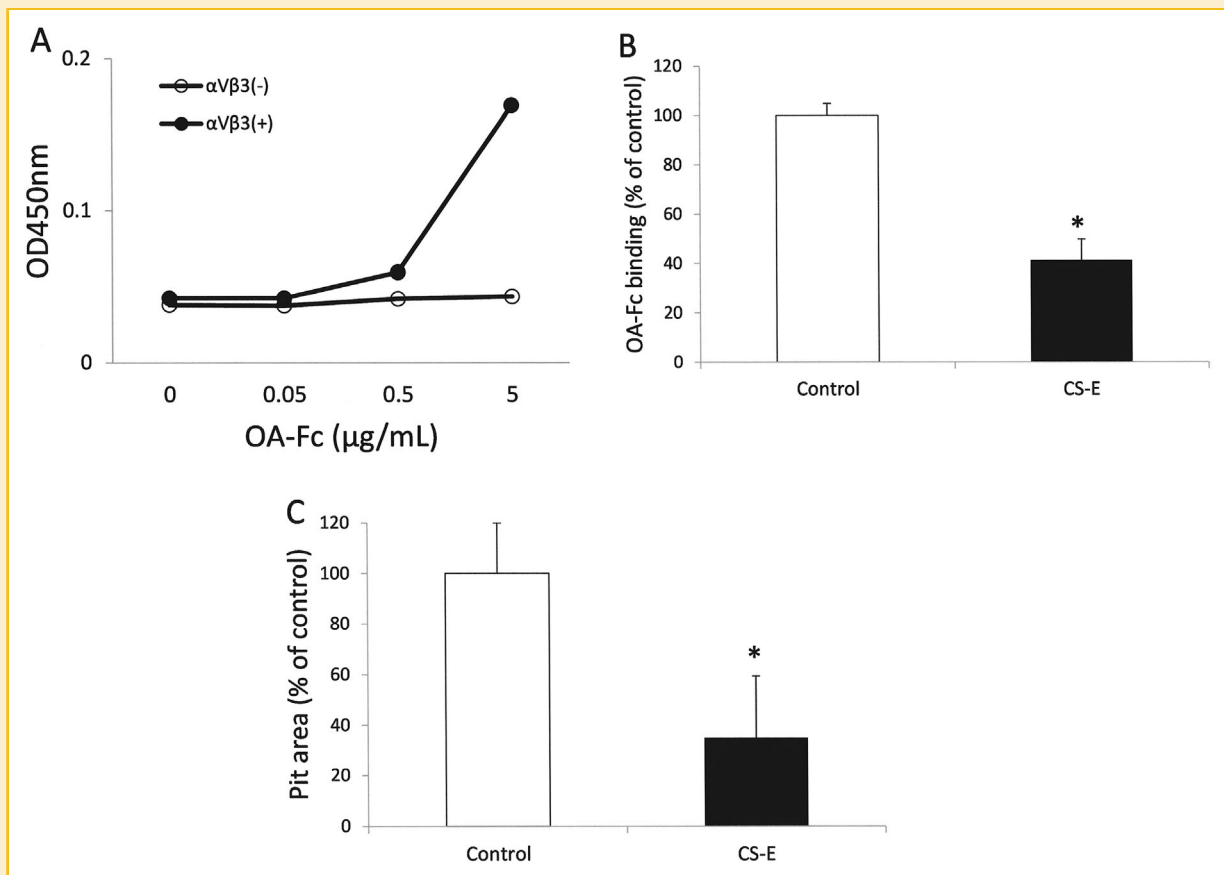 A
0.2
0.1
0
OD450nm
αVβ3(-)
αVβ3(+)
0 0.05 0.5 5
OA-Fc (µg/mL)
B
120
100
80
60
40
20
0
OA-Fc binding (% of control)
*
Control CS-E
C
120
100
80
60
40
20
0
Pit area (% of control)
*
Control CS-E